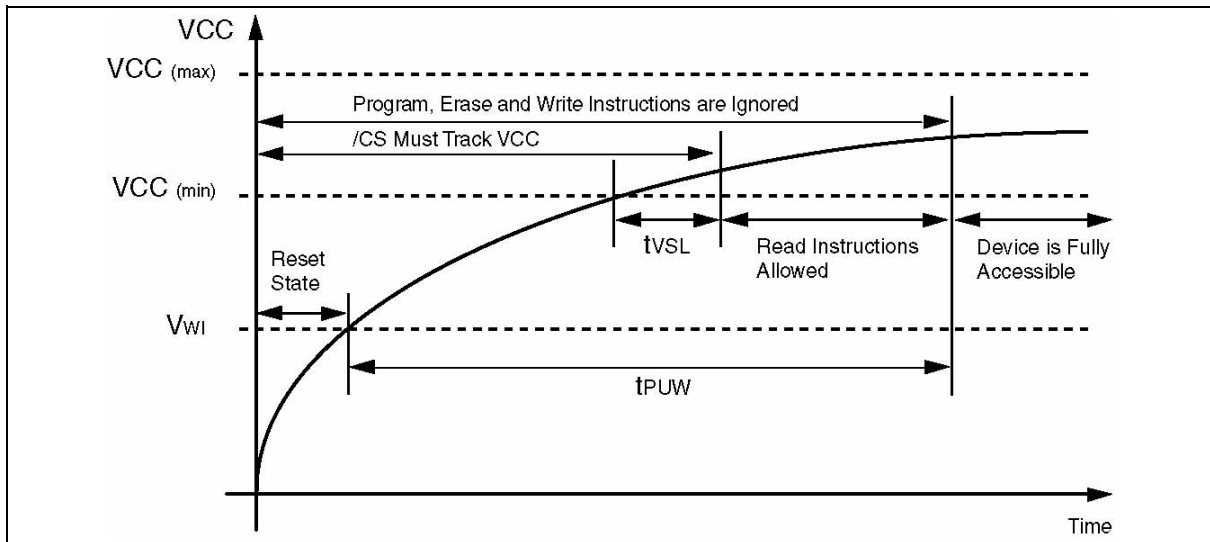 VCC
VCC (max)
Program, Erase and Write Instructions are Ignored
/CS Must Track VCC
VCC (min)
tVSL
Read Instructions
Allowed
Device is Fully
Accessible
Reset
State
VWI
tPUW
Time